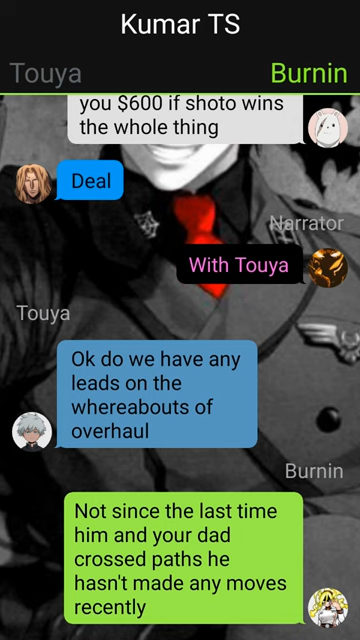 Kumar TS
Touya
Burnin
you $600 if shoto wins
the whole thing
Deal
Narrator
With Touya
Touya
Ok do we have any
leads on the
whereabouts of
overhaul
Burnin
Not since the last time
him and your dad
crossed paths he
hasn't made any moves
recently